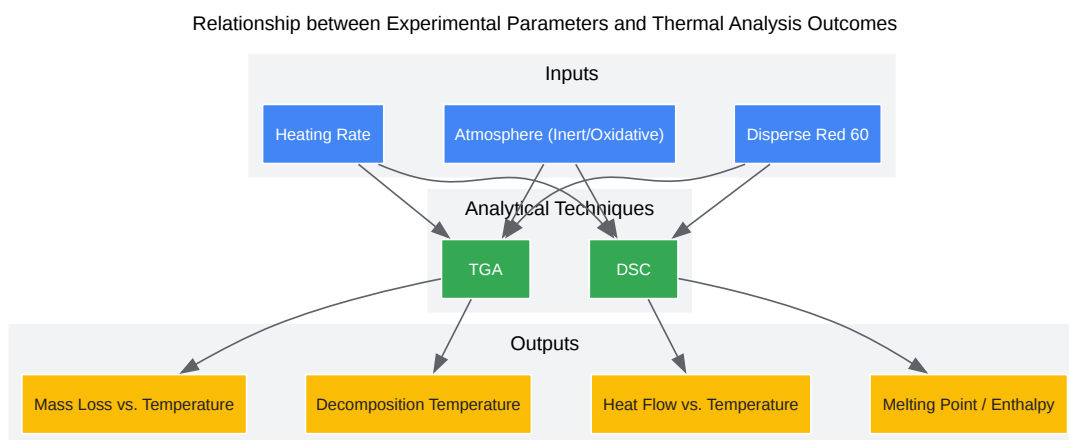 Relationship between Experimental Parameters and Thermal Analysis Outcomes
Inputs
Heating Rate
Atmosphere (Inert/Oxidative)
Disperse Red 60
Analytical Techniques
TGA
DSC
Outputs
Mass Loss vs. Temperature
Decomposition Temperature
Heat Flow vs. Temperature
Melting Point / Enthalpy